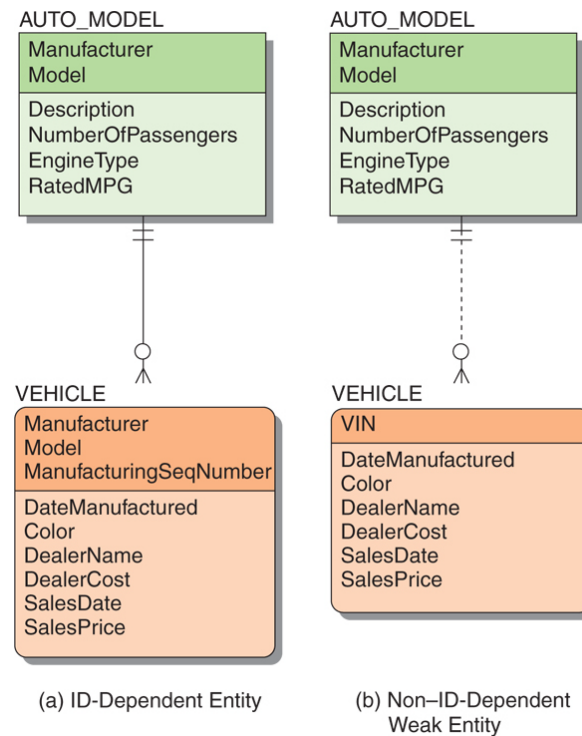 AUTO_MODEL
Manufacturer
Model
Description
NumberOfPassengers
EngineType
RatedMPG
VEHICLE
Manufacturer
Model
ManufacturingSeqNumber
DateManufactured
Color
DealerName
DealerCost
SalesDate
SalesPrice
(a) ID-Dependent Entity
AUTO_MODEL
Manufacturer
Model
Description
NumberOfPassengers
EngineType
RatedMPG
VEHICLE
VIN
DateManufactured
Color
DealerName
DealerCost
SalesDate
SalesPrice
(b) Non–ID-Dependent
Weak Entity